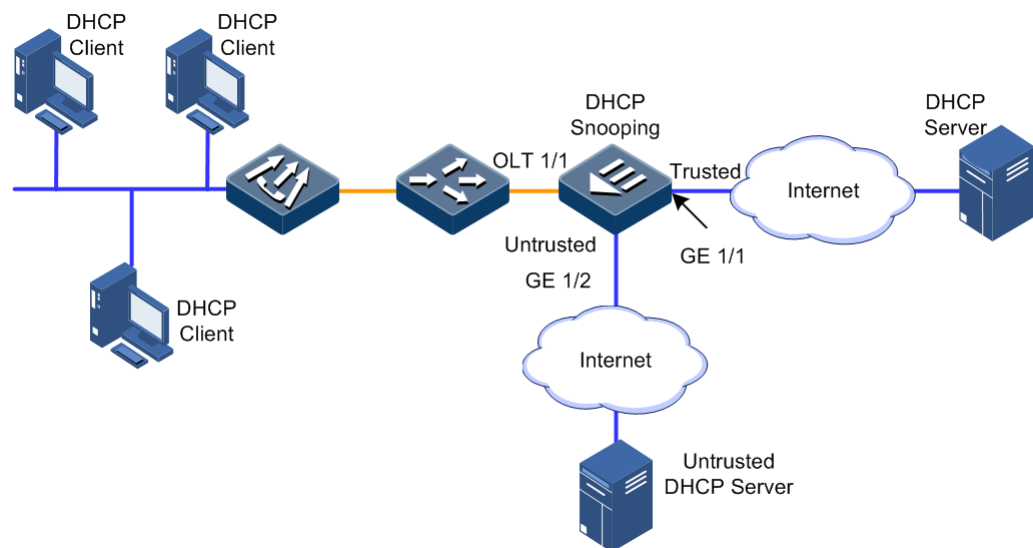 DHCP
Client
DHCP
Client
DHCP
Snooping
DHCP
Server
OLT 1/1
Trusted
Internet
Untrusted
GE 1/2
GE 1/1
DHCP
Client
Internet
Untrusted
DHCP Server